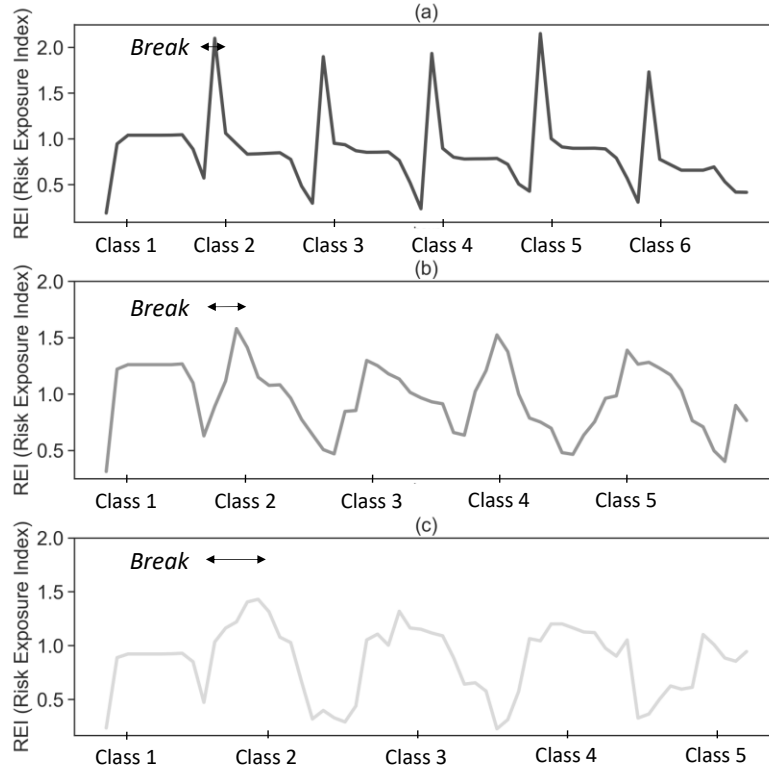 (a)
REI (Risk Exposure Index)
2.0
1.5
1.0
0.5
Break
Class 1 Class 2 Class 3 Class 4 Class 5 Class 6
(b)
REI (Risk Exposure Index)
2.0
1.5
1.0
0.5
Break
Class 1 Class 2 Class 3 Class 4 Class 5
(c)
REI (Risk Exposure Index)
2.0
1.5
1.0
0.5
Break
Class 1 Class 2 Class 3 Class 4 Class 5